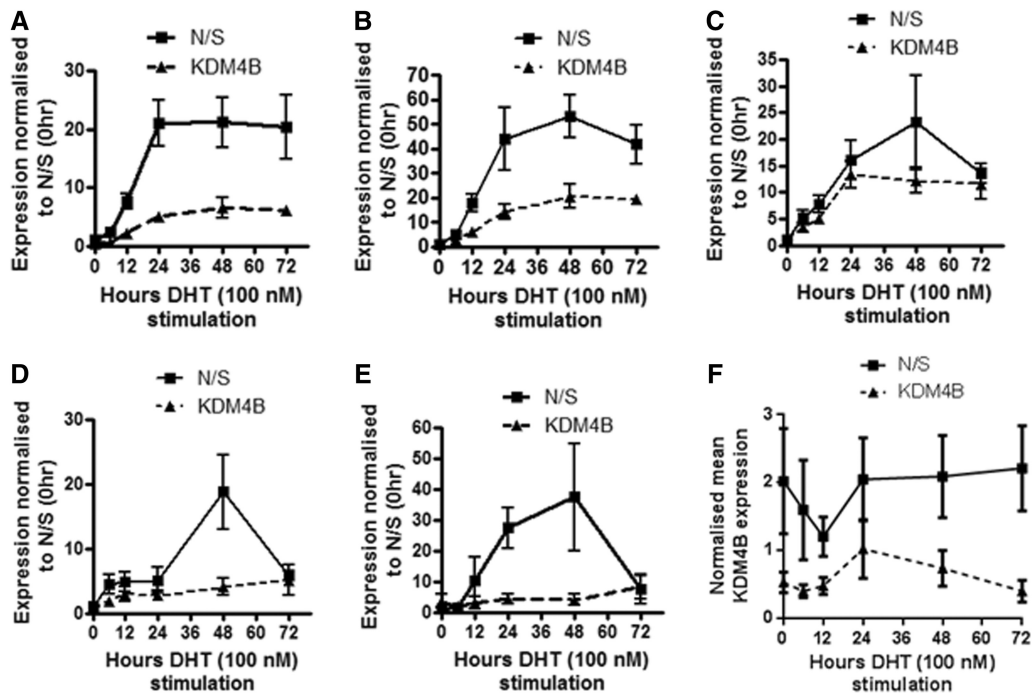 A
N/S
KDM4B
Expression normalised
to N/S (0hr)
30
20
10
0
0 12 24 36 48 60 72
Hours DHT (100 nM)
stimulation
B
N/S
KDM4B
Expression normalised
to N/S (0hr)
70
60
50
40
30
20
10
0
0 12 24 36 48 60 72
Hours DHT (100 nM)
stimulation
C
N/S
KDM4B
Expression normalised
to N/S (0hr)
35
30
25
20
15
10
5
0
0 12 24 36 48 60 72
Hours DHT (100 nM)
stimulation
D
N/S
KDM4B
Expression normalised
to N/S (0hr)
30
20
10
0
0 12 24 36 48 60 72
Hours DHT (100 nM)
stimulation
E
N/S
KDM4B
Expression normalised
to N/S (0hr)
60
50
40
30
20
10
0
0 12 24 36 48 60 72
Hours DHT (100 nM)
stimulation
F
N/S
KDM4B
Normalised mean
KDM4B expression
3
2
1
0
0 12 24 36 48 60 72
Hours DHT (100 nM)
stimulation